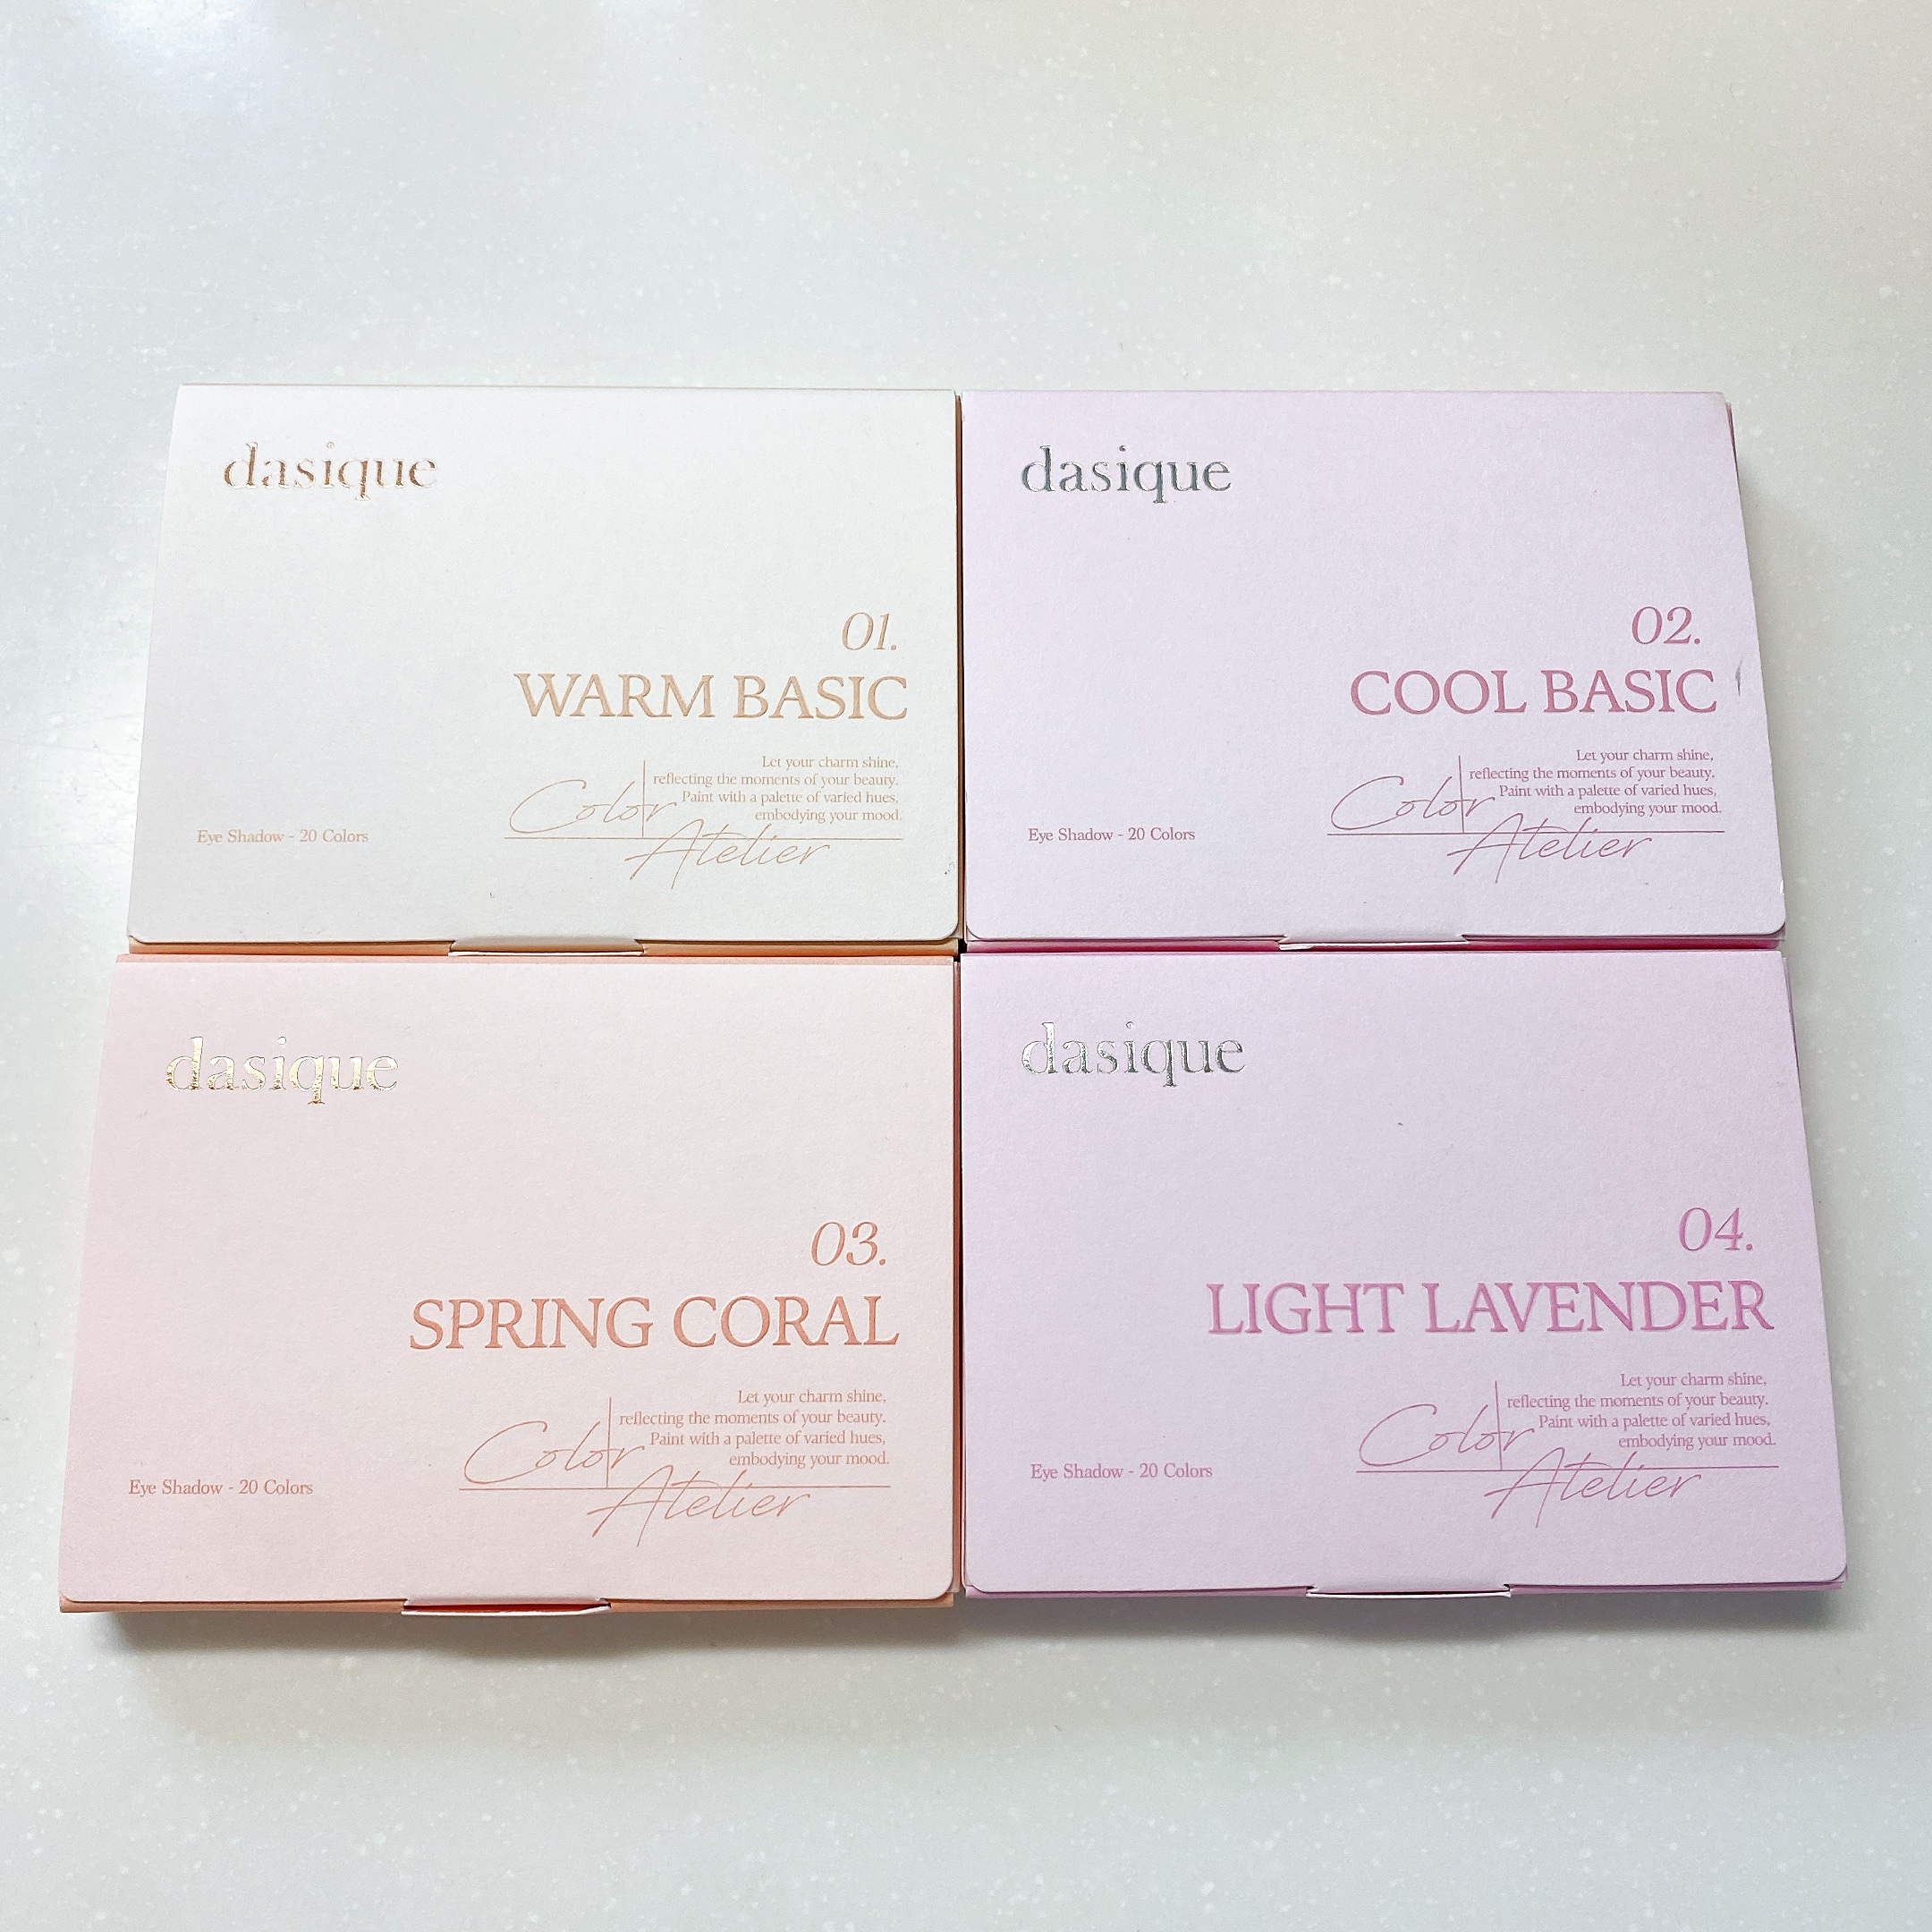 dasique
01.
WARM BASIC
Let your charm shine,
reflecting the moments of your beauty.
Paint with a palette of varied hues,
embodying your mood.
Color
Atelier
Eye Shadow - 20 Colors
dasique
02.
COOL BASIC
Let your charm shine,
reflecting the moments of your beauty.
Paint with a palette of varied hues,
embodying your mood.
Color
Atelier
Eye Shadow - 20 Colors
dasique
03.
SPRING CORAL
Let your charm shine,
reflecting the moments of your beauty.
Paint with a palette of varied hues,
embodying your mood.
Color
Atelier
Eye Shadow - 20 Colors
dasique
04.
LIGHT LAVENDER
Let your charm shine,
reflecting the moments of your beauty.
Paint with a palette of varied hues,
embodying your mood.
Color
Atelier
Eye Shadow - 20 Colors